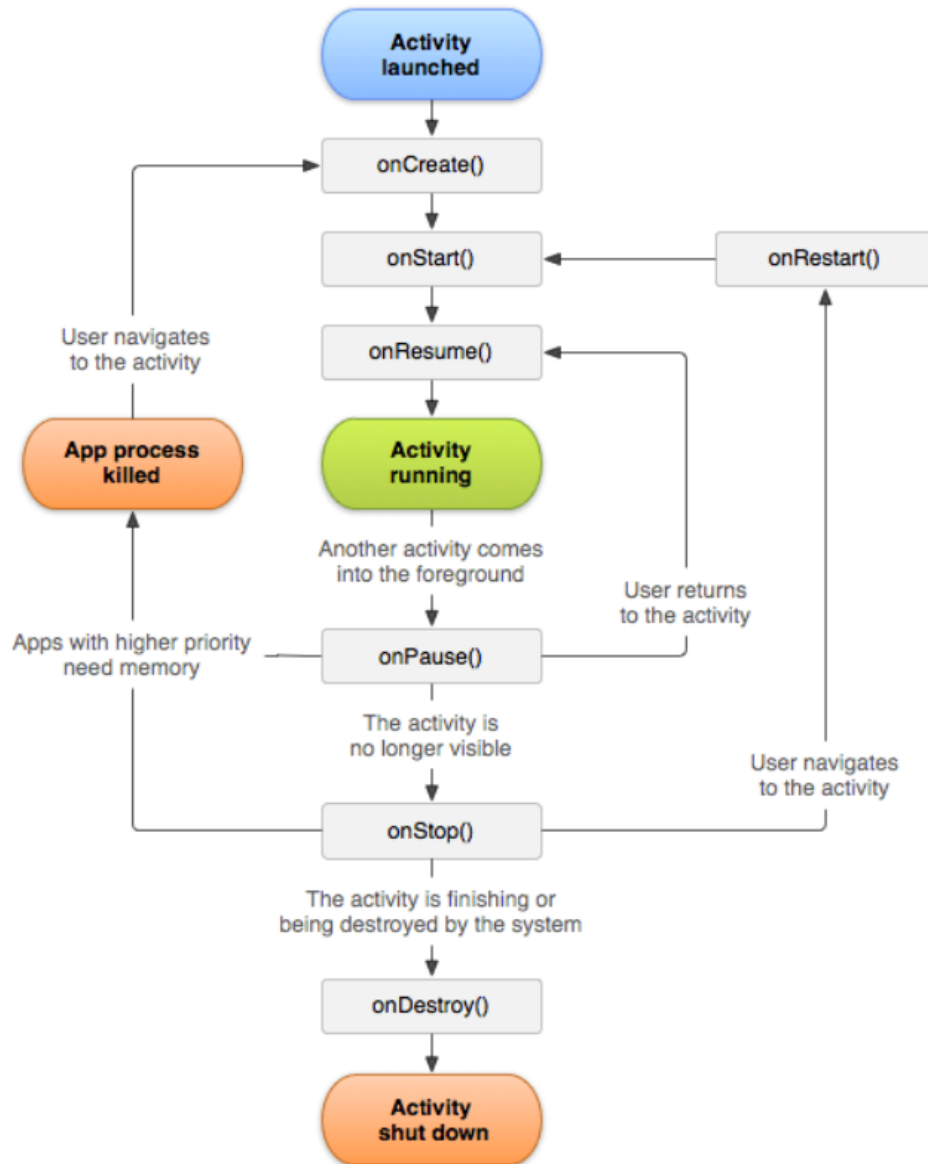 Activity
launched
onCreate()
onStart()
onRestart()
User navigates
to the activity
onResume()
App process
killed
Activity
running
Another activity comes
into the foreground
User returns
to the activity
Apps with higher priority
need memory
onPause()
The activity is
no longer visible
User navigates
to the activity
onStop()
The activity is finishing or
being destroyed by the system
onDestroy()
Activity
shut down